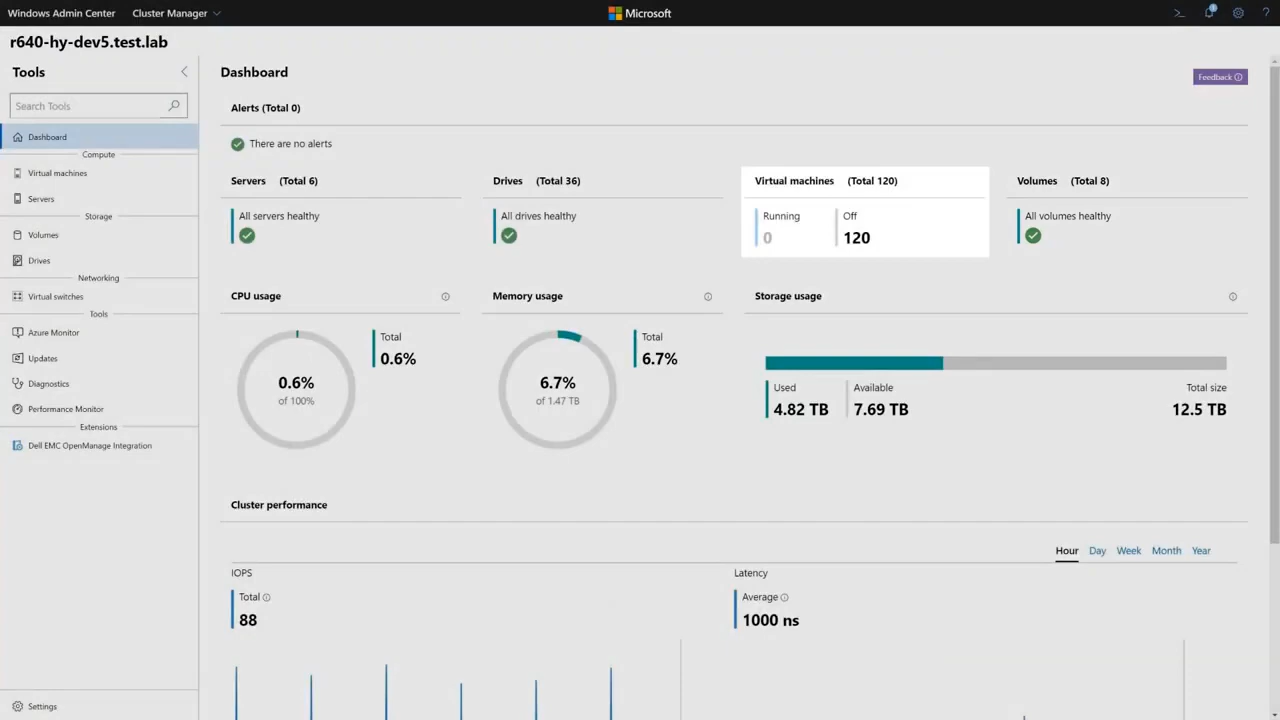 Windows Admin Center Cluster Manager Microsoft
r640-hy-dev5.test.lab
Tools
Search Tools
Dashboard
Compute
Virtual machines
Servers
Storage
Volumes
Drives
Networking
Virtual switches
Tools
Azure Monitor
Updates
Diagnostics
Performance Monitor
Extensions
Dell EMC OpenManage Integration
Settings
Dashboard
Feedback
Alerts (Total 0)
There are no alerts
Servers (Total 6)
All servers healthy
Drives (Total 36)
All drives healthy
Virtual machines (Total 120)
Running Off
0 120
Volumes (Total 8)
All volumes healthy
CPU usage
0.6%
of 100%
Total
0.6%
Memory usage
6.7%
of 1.47 TB
Total
6.7%
Storage usage
Used Available Total size
4.82 TB 7.69 TB 12.5 TB
Cluster performance
Hour Day Week Month Year
IOPS
Total
88
Latency
Average
1000 ns